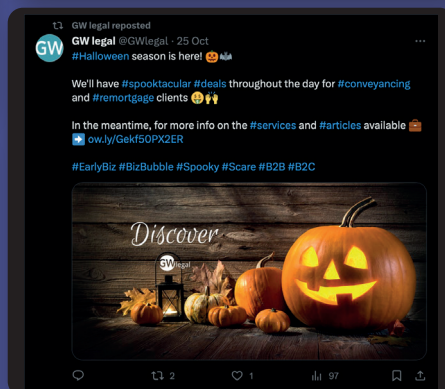 GW legal reposted
GW
GW legal @GWlegal · 25 Oct
#Halloween season is here! 🎃🦇
We'll have #spooktacular #deals throughout the day for #conveyancing
and #remortgage clients 🤑🙌
In the meantime, for more info on the #services and #articles available 💼
➡️ ow.ly/Gekf50PX2ER
#EarlyBiz #BizBubble #Spooky #Scare #B2B #B2C
Discover
GWlegal
2 1 97